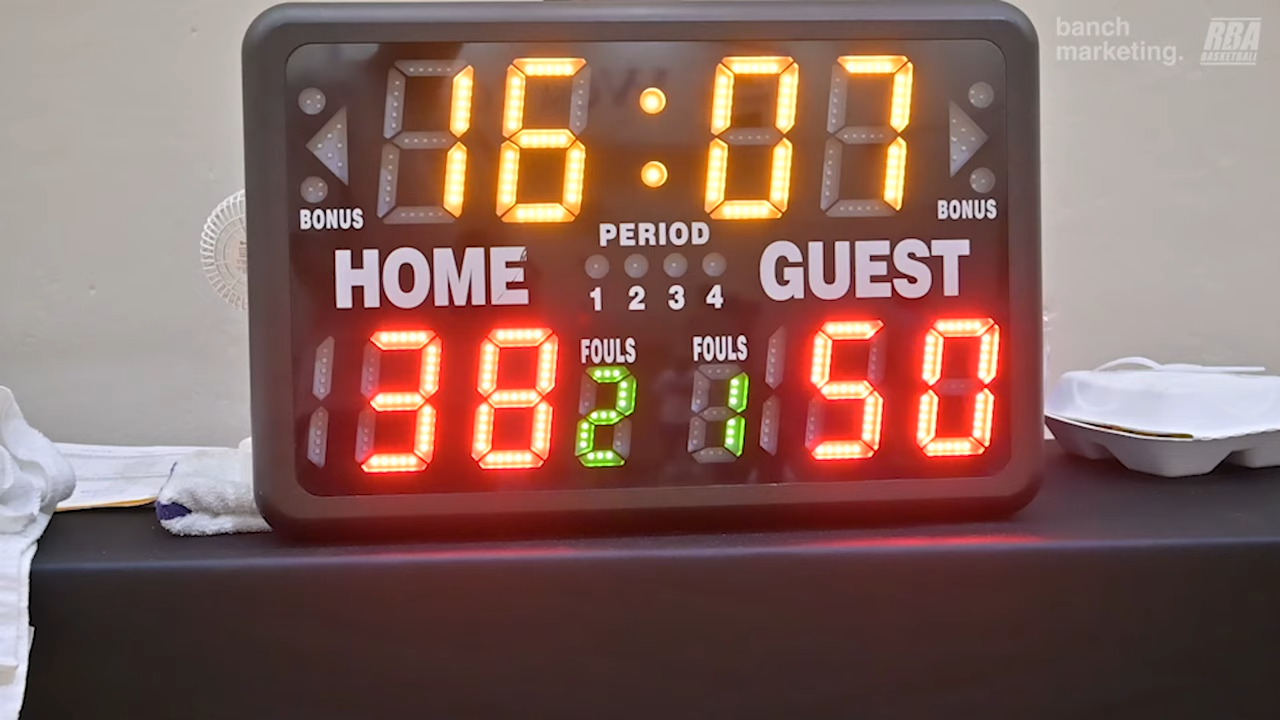 banch
marketing.
RBA
BASKETBALL
16:07
BONUS
BONUS
PERIOD
HOME
GUEST
1 2 3 4
FOULS
FOULS
38
2
1
50